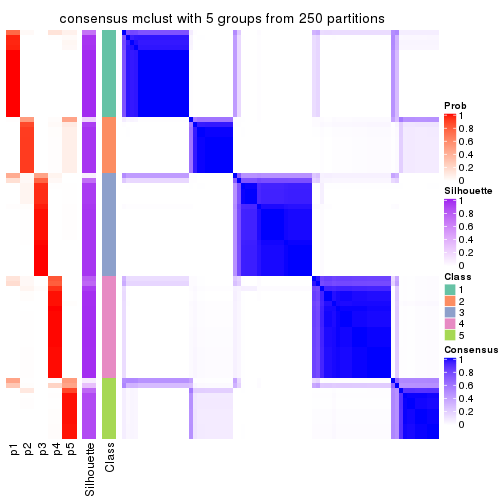 consensus mclust with 5 groups from 250 partitions
Prob
1
0.8
0.6
0.4
0.2
0
Silhouette
1
0.8
0.6
0.4
0.2
0
Class
1
2
3
4
5
Consensus
1
0.8
0.6
0.4
0.2
0
p1
p2
p3
p4
p5
Silhouette
Class